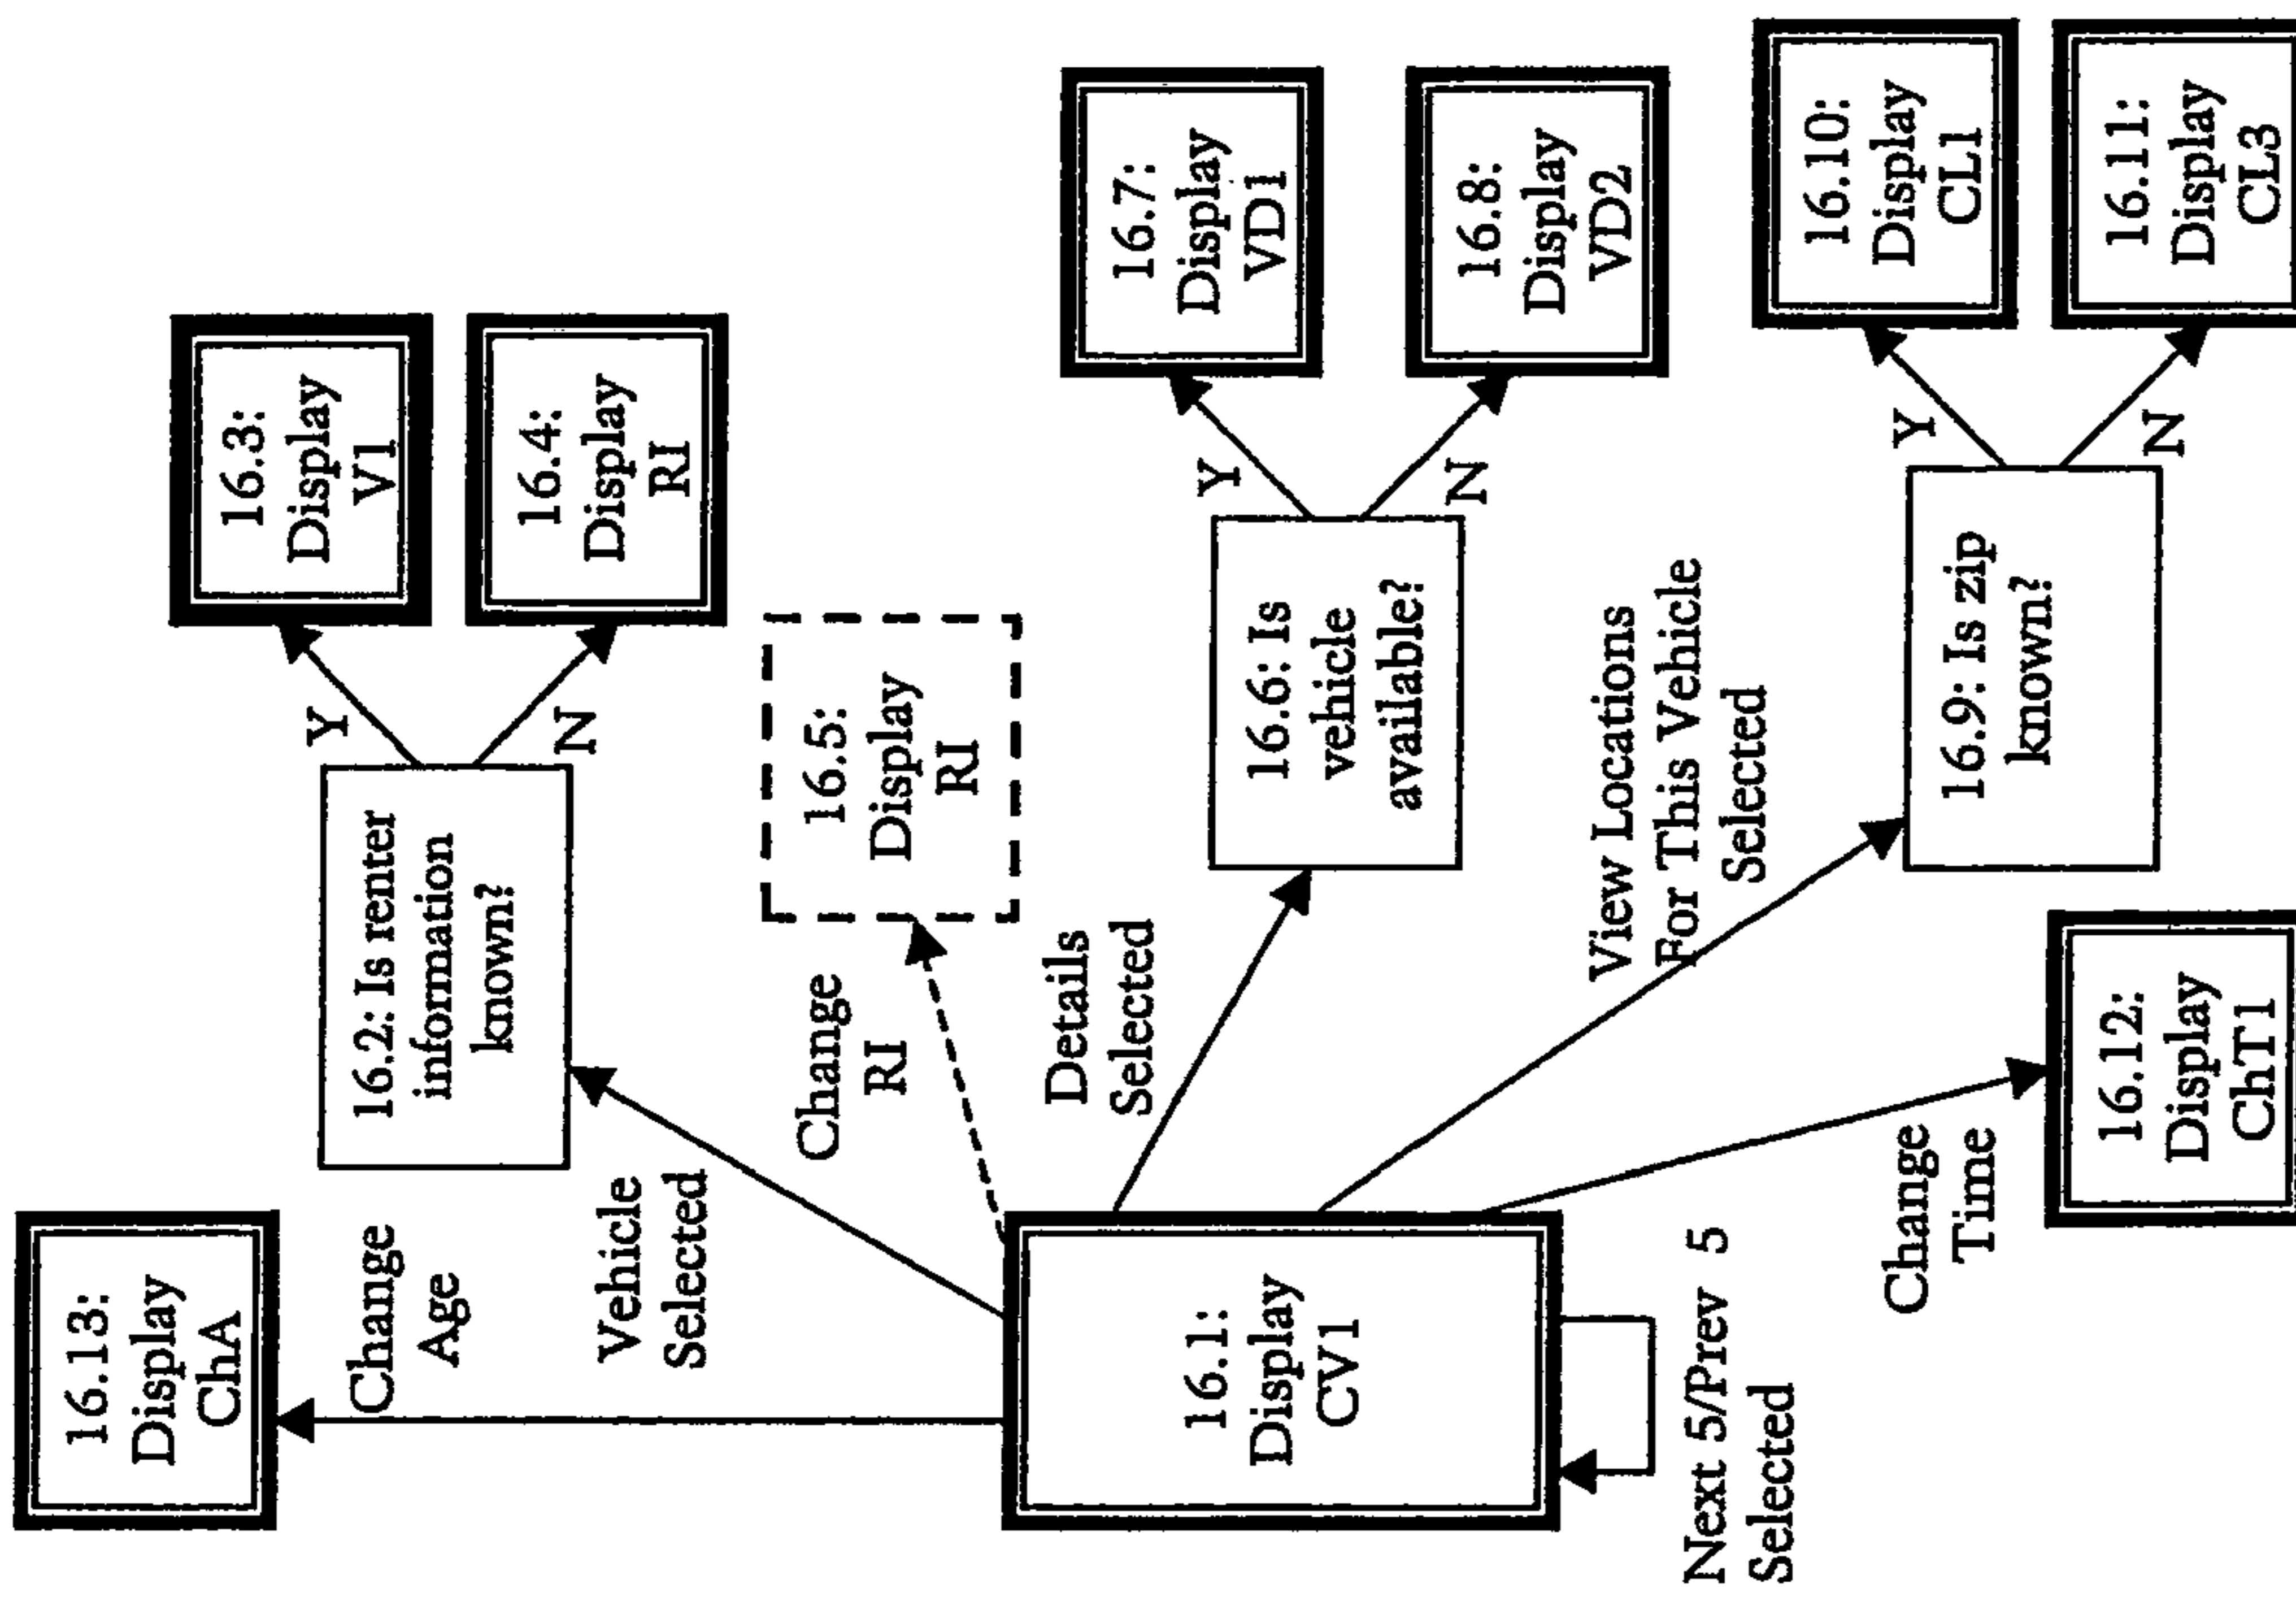 16.13:
Display
ChA
Change
Age
Vehicle
Selected
16.2: Is renter
information
known?
Y
N
16.3:
Display
V1
16.4:
Display
RI
Change
RI
16.5:
Display
RI
Details
Selected
16.6: Is
vehicle
available?
Y
N
16.7:
Display
VD1
16.8:
Display
VD2
16.1:
Display
CV1
View Locations
For This Vehicle
Selected
16.9: Is zip
known?
Y
N
16.10:
Display
CL1
16.11:
Display
CL3
Next 5/Prev 5
Selected
Change
Time
16.12:
Display
ChT1